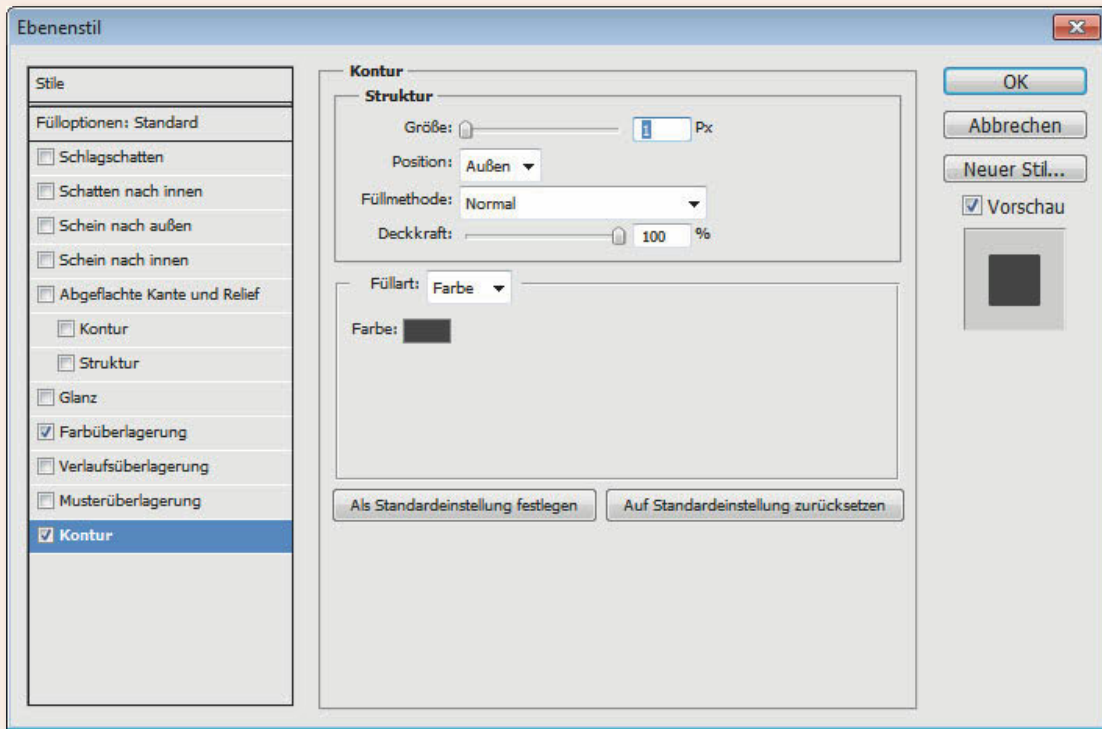 Ebenenstil
Stile
Fülloptionen: Standard
Schlagschatten
Schatten nach innen
Schein nach außen
Schein nach innen
Abgeflachte Kante und Relief
Kontur
Struktur
Glanz
Farbüberlagerung
Verlaufsüberlagerung
Musterüberlagerung
Kontur
Kontur
Struktur
Größe: 1 Px
Position: Außen
Füllmethode: Normal
Deckkraft: 100 %
Füllart: Farbe
Farbe:
Als Standardeinstellung festlegen
Auf Standardeinstellung zurücksetzen
OK
Abbrechen
Neuer Stil...
Vorschau